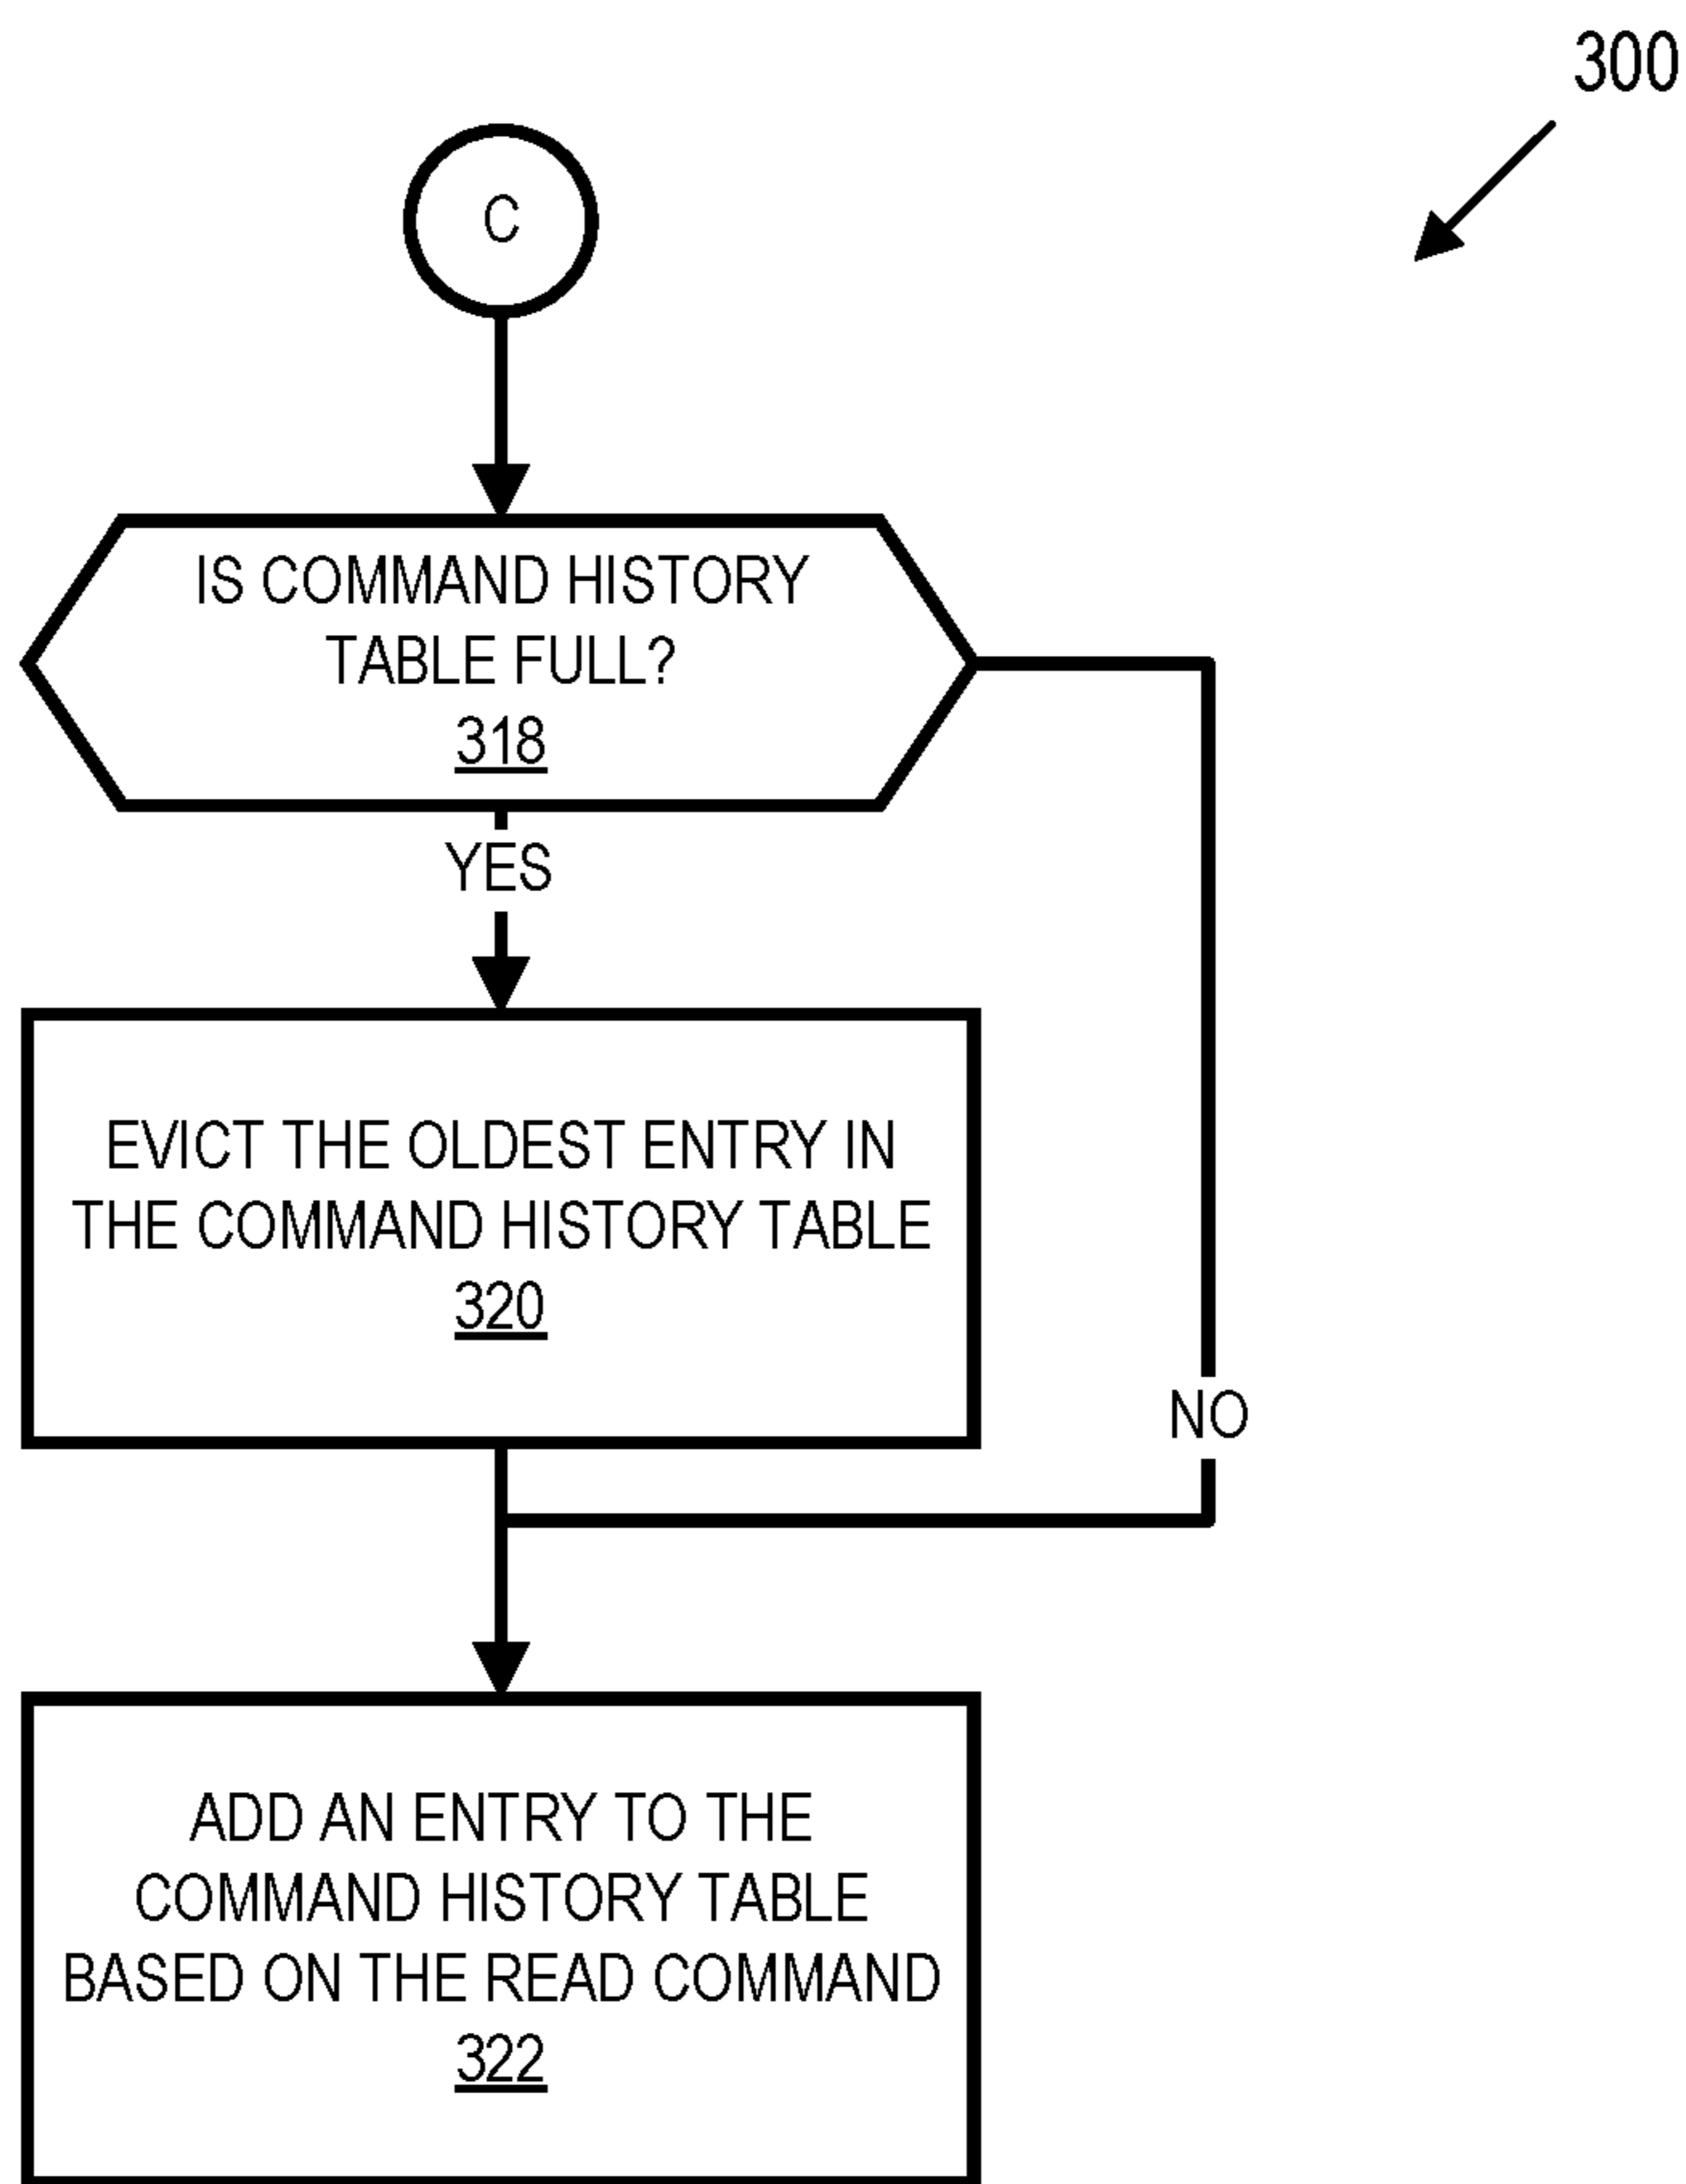 300
C
IS COMMAND HISTORY
TABLE FULL?
318
YES
EVICT THE OLDEST ENTRY IN
THE COMMAND HISTORY TABLE
320
NO
ADD AN ENTRY TO THE
COMMAND HISTORY TABLE
BASED ON THE READ COMMAND
322